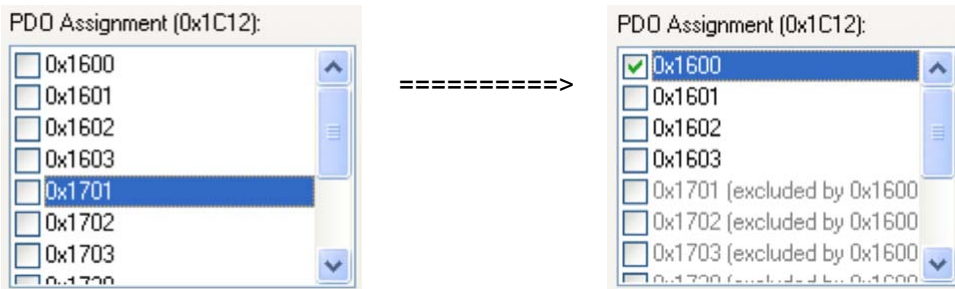 PDO Assignment (0x1C12):
0x1600
0x1601
0x1602
0x1603
0x1701
0x1702
0x1703
==========>
PDO Assignment (0x1C12):
0x1600
0x1601
0x1602
0x1603
0x1701 (excluded by 0x1600
0x1702 (excluded by 0x1600
0x1703 (excluded by 0x1600